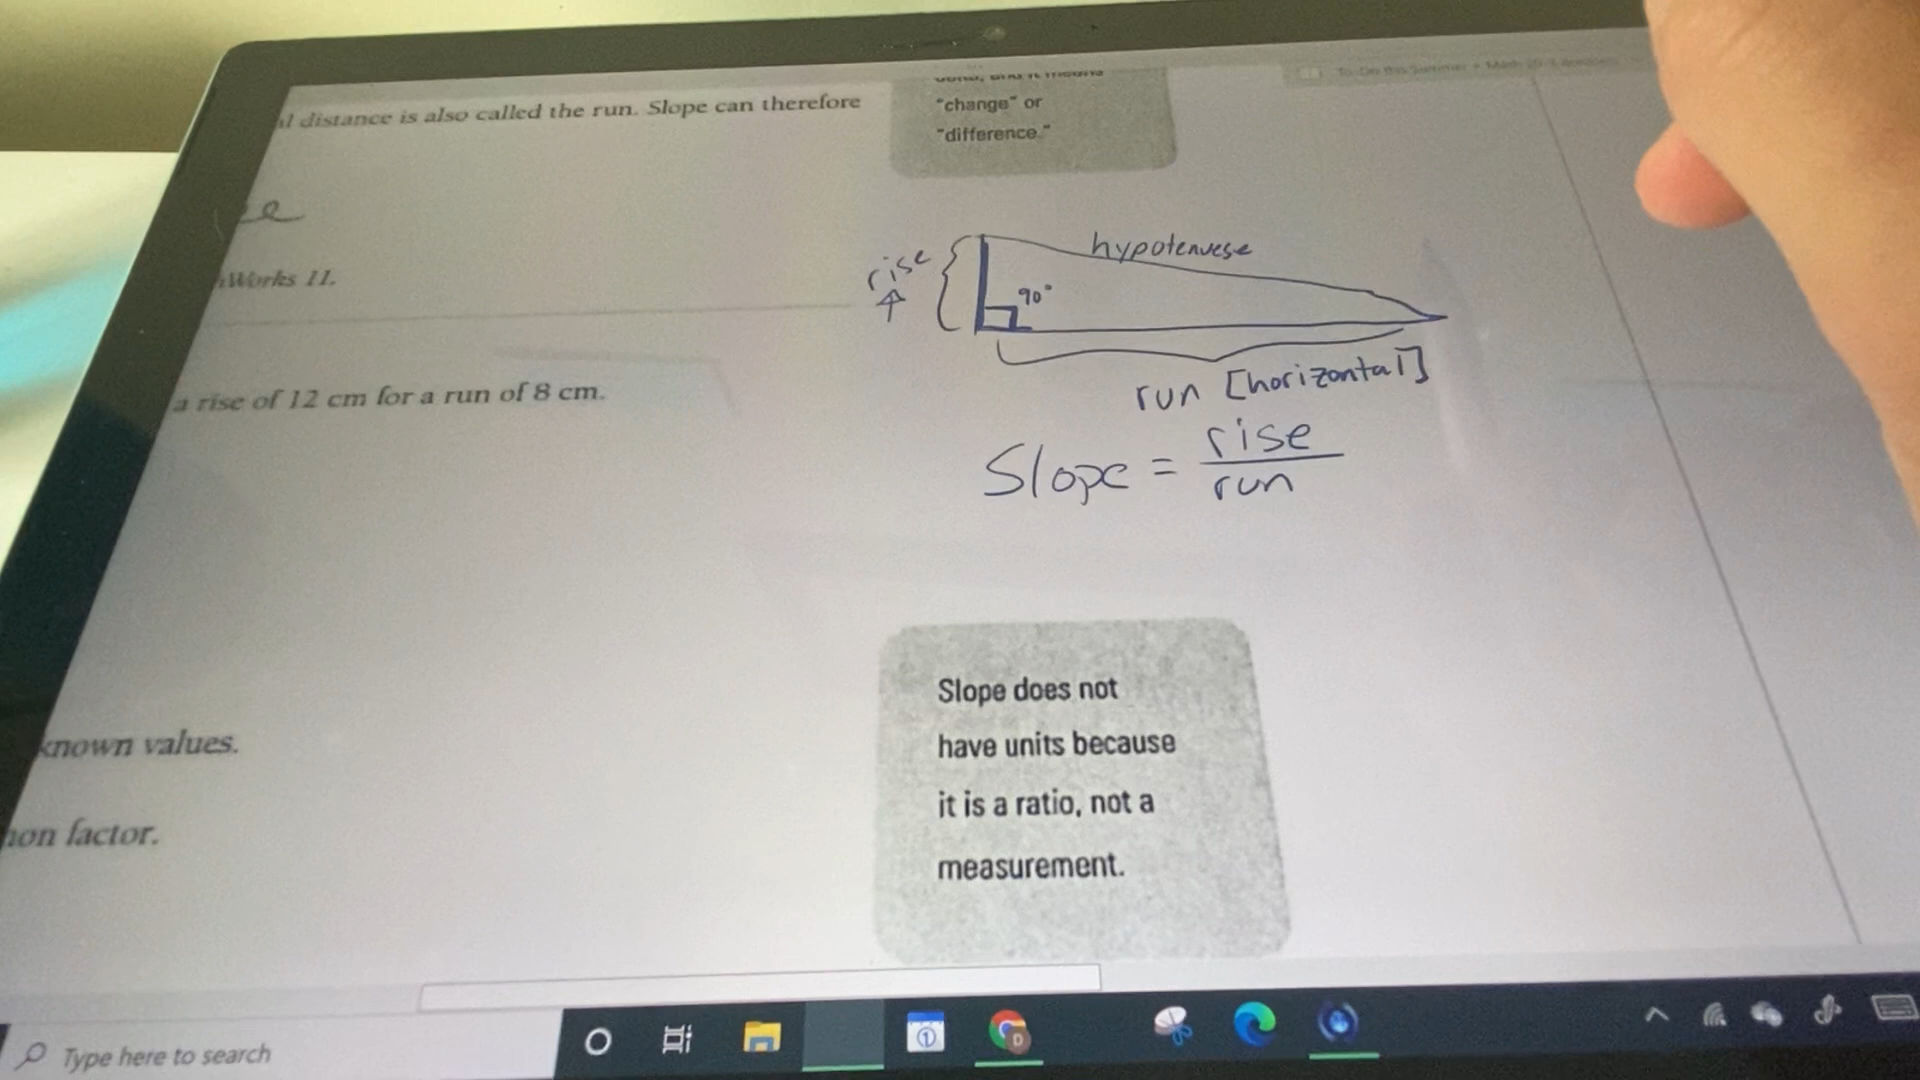 distance is also called the run. Slope can therefore
"change" or
"difference."
Works 11.
hypotenuese
rise
90°
a rise of 12 cm for a run of 8 cm.
run [horizontal]
Slope = rise
run
Slope does not
have units because
it is a ratio, not a
measurement.
known values.
factor.
Type here to search